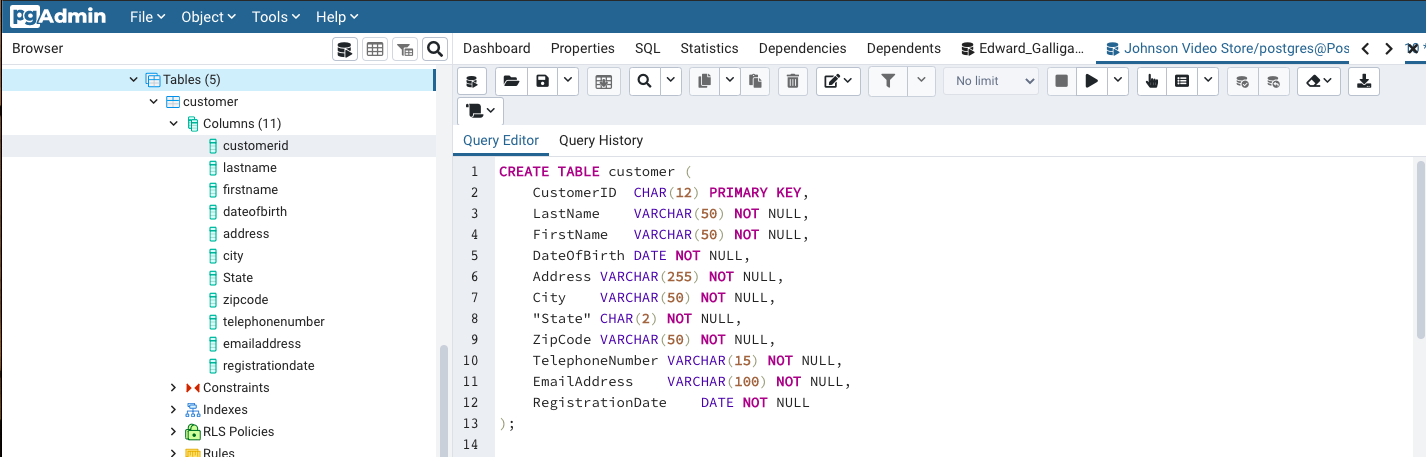 pgAdmin File Object Tools Help
Browser
Dashboard Properties SQL Statistics Dependencies Dependents Edward_Galliga... Johnson Video Store/postgres@Pos
No limit
Query Editor Query History
Tables (5)
customer
Columns (11)
customerid
lastname
firstname
dateofbirth
address
city
State
zipcode
telephonenumber
emailaddress
registrationdate
Constraints
Indexes
RLS Policies
Rules
1 CREATE TABLE customer (
2 CustomerID CHAR(12) PRIMARY KEY,
3 LastName VARCHAR(50) NOT NULL,
4 FirstName VARCHAR(50) NOT NULL,
5 DateOfBirth DATE NOT NULL,
6 Address VARCHAR(255) NOT NULL,
7 City VARCHAR(50) NOT NULL,
8 "State" CHAR(2) NOT NULL,
9 ZipCode VARCHAR(50) NOT NULL,
10 TelephoneNumber VARCHAR(15) NOT NULL,
11 EmailAddress VARCHAR(100) NOT NULL,
12 RegistrationDate DATE NOT NULL
13 );
14